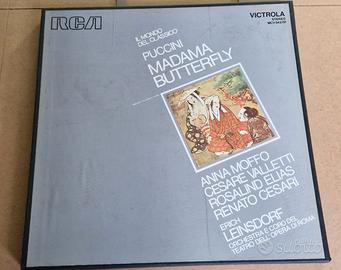 RCA
VICTROLA
STEREO
IL MONDO
DEL CLASSICO
PUCCINI
MADAMA
BUTTERFLY
ANNA MOFFO
CESARE VALLETTI
ROSALIND ELIAS
RENATO CESARI
ERICH
LEINSDORF
ORCHESTRA E CORO DEL
TEATRO DELL'OPERA DI ROMA
subito